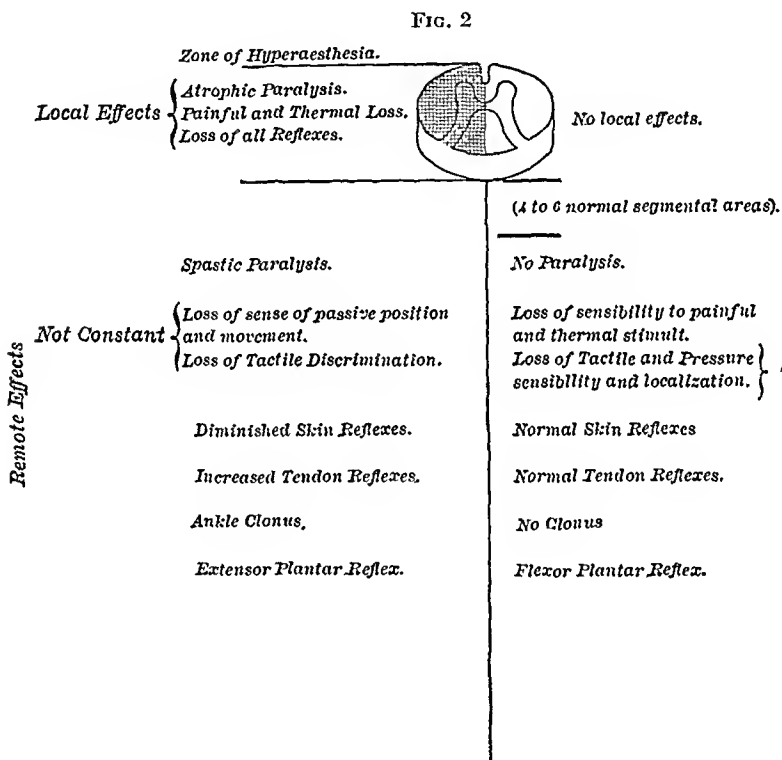 FIG. 2
Zone of Hyperaesthesia.
Local Effects
Atrophic Paralysis.
Painful and Thermal Loss.
Loss of all Reflexes.
No local effects.
(4 to 6 normal segmental areas).
Spastic Paralysis.
No Paralysis.
Remote Effects
Not Constant
Loss of sense of passive position
and movement.
Loss of Tactile Discrimination.
Loss of sensibility to painful
and thermal stimuli.
Loss of Tactile and Pressure
sensibility and localization.
Diminished Skin Reflexes.
Normal Skin Reflexes
Increased Tendon Reflexes.
Normal Tendon Reflexes.
Ankle Clonus.
No Clonus
Extensor Plantar Reflex.
Flexor Plantar Reflex.